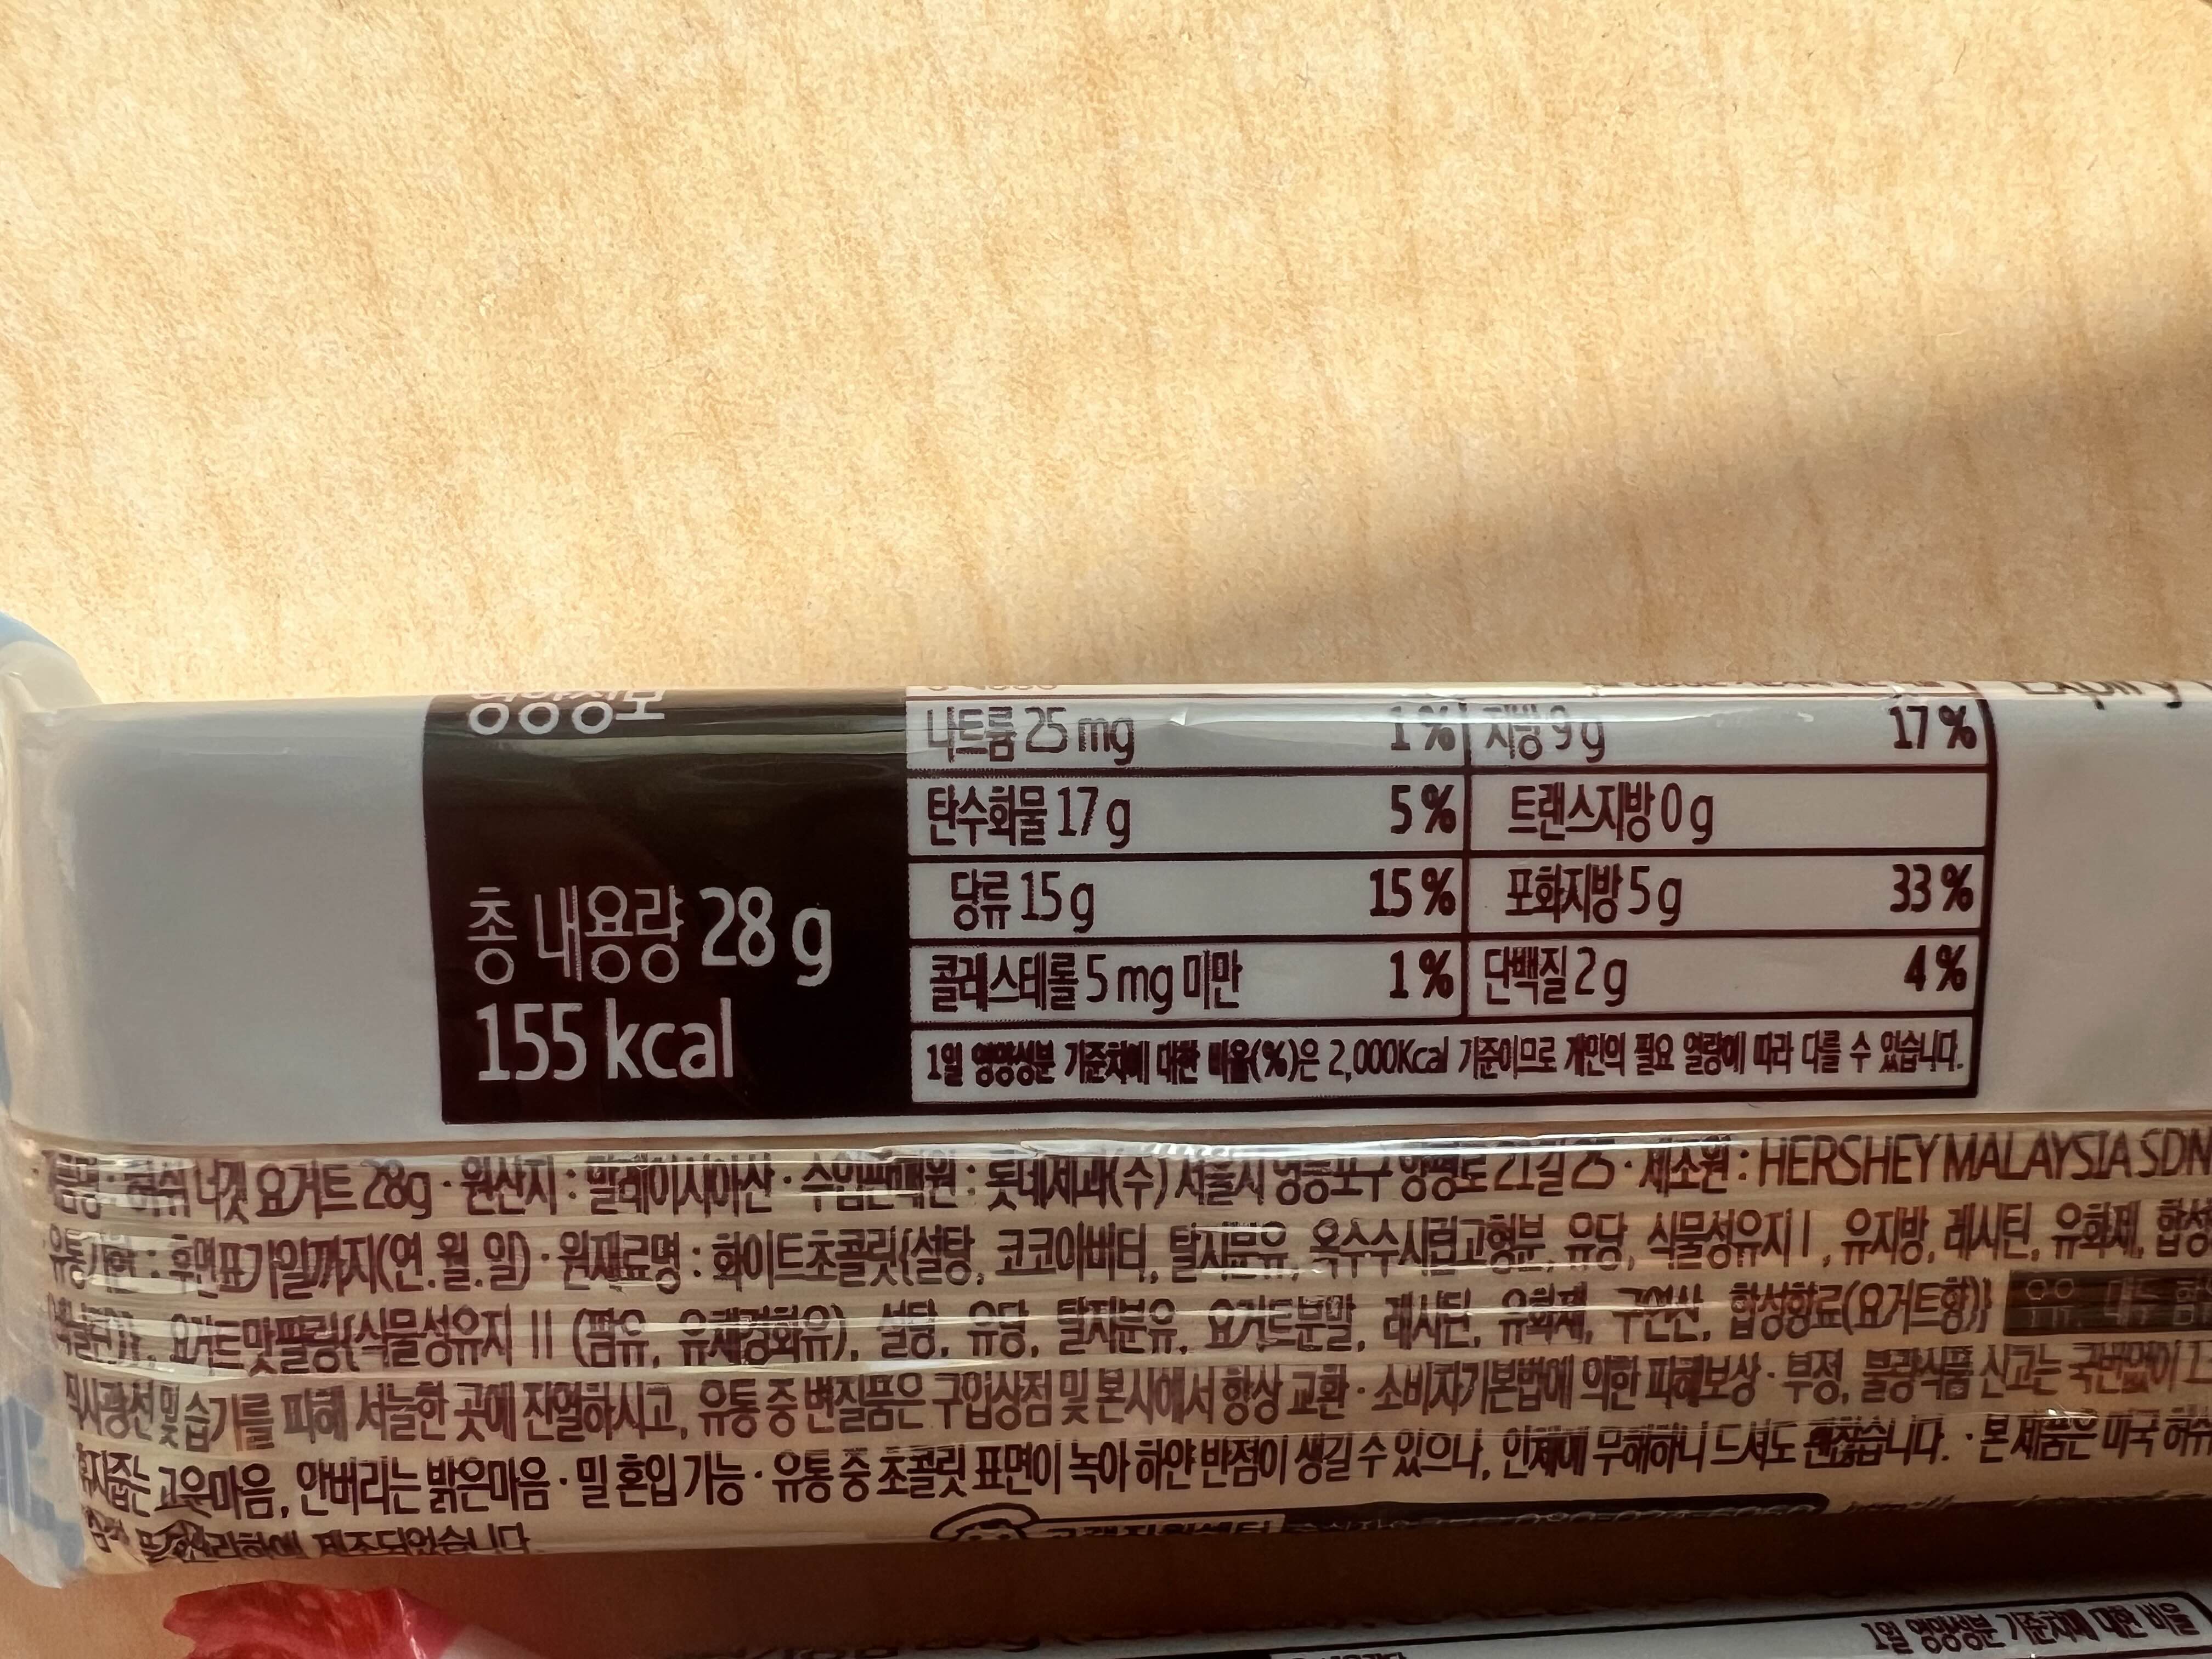 영양정보
총 내용량 28 g
155 kcal
나트륨 25 mg 1 % 지방 9 g 17 %
탄수화물 17 g 5 % 트랜스지방 0 g
당류 15 g 15 % 포화지방 5 g 33 %
콜레스테롤 5 mg 미만 1 % 단백질 2 g 4 %
1일 영양성분 기준치에 대한 비율(%)은 2,000Kcal 기준이므로 개인의 필요 열량에 따라 다를 수 있습니다.
허쉬 너겟 요거트 28g · 원산지 : 말레이시아산 · 수입판매원 : 롯데제과(주) 서울시 영등포구 양평로 21길 25 · 제조원 : HERSHEY MALAYSIA SDN
유통기한 : 후면표기일까지(연.월.일) · 원재료명 : 화이트초콜릿{설탕, 코코아버터, 탈지분유, 옥수수시럽고형분, 유당, 식물성유지 I, 유지방, 레시틴, 유화제, 합성
요거트맛필링{식물성유지 II (팜유, 유채경화유), 설탕, 유당, 탈지분유, 요거트분말, 레시틴, 유화제, 구연산, 합성향료(요거트향)} 우유, 대두 함
직사광선 및 습기를 피해 서늘한 곳에 진열하시고, 유통 중 변질품은 구입상점 및 본사에서 항상 교환 · 소비자기본법에 의한 피해보상 · 부정, 불량식품 신고는 국번없이
고운마음, 안버리는 밝은마음 · 밀 혼입 가능 · 유통 중 초콜릿 표면이 녹아 하얀 반점이 생길 수 있으나, 인체에 무해하니 드셔도 괜찮습니다. · 본 제품은 미국 허쉬
제조되었습니다
1일 영양성분 기준치에 대한 비율